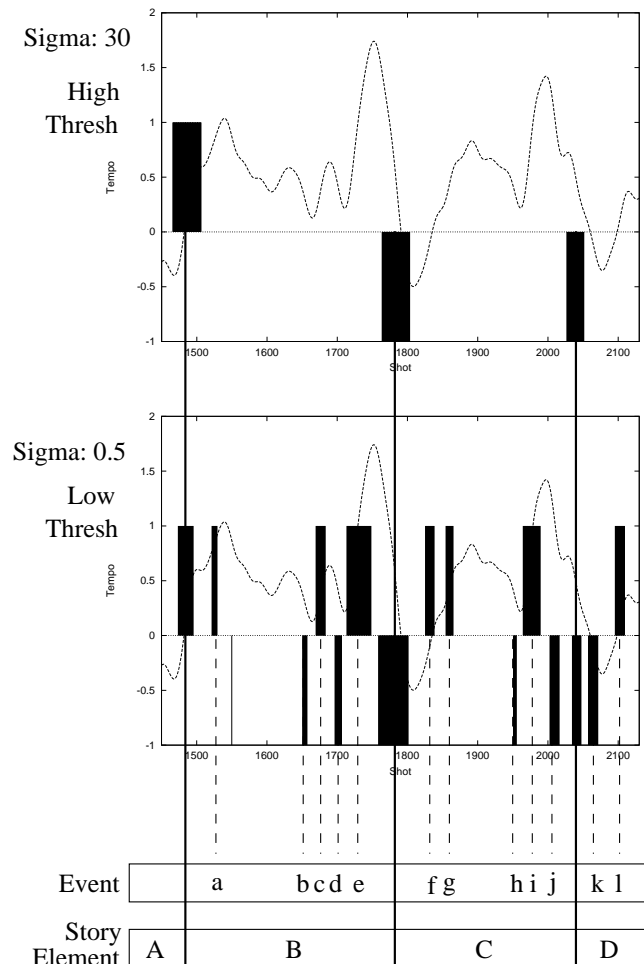 Sigma: 30
High
Thresh
Tempo
2
1.5
1
0.5
0
-0.5
-1
1500 1600 1700 1800 1900 2000 2100
Shot
Sigma: 0.5
Low
Thresh
Tempo
2
1.5
1
0.5
0
-0.5
-1
1500 1600 1700 1800 1900 2000 2100
Shot
Event a b c d e f g h i j k l
Story
Element A B C D